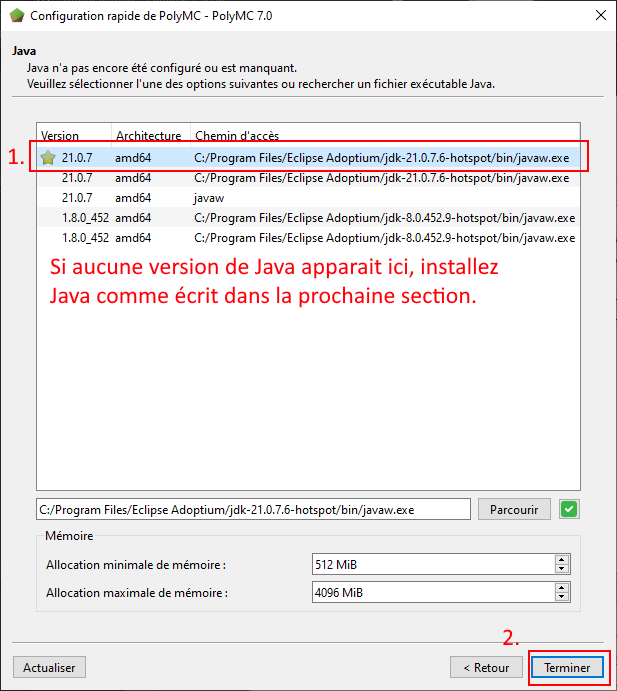 Configuration rapide de PolyMC - PolyMC 7.0
Java
Java n'a pas encore été configuré ou est manquant.
Veuillez sélectionner l'une des options suivantes ou rechercher un fichier exécutable Java.
Version Architecture Chemin d'accès
1. 21.0.7 amd64 C:/Program Files/Eclipse Adoptium/jdk-21.0.7.6-hotspot/bin/javaw.exe
21.0.7 amd64 C:/Program Files/Eclipse Adoptium/jdk-21.0.7.6-hotspot/bin/javaw.exe
21.0.7 amd64 javaw
1.8.0_452 amd64 C:/Program Files/Eclipse Adoptium/jdk-8.0.452.9-hotspot/bin/javaw.exe
1.8.0_452 amd64 C:/Program Files/Eclipse Adoptium/jdk-8.0.452.9-hotspot/bin/javaw.exe
Si aucune version de Java apparait ici, installez
Java comme écrit dans la prochaine section.
C:/Program Files/Eclipse Adoptium/jdk-21.0.7.6-hotspot/bin/javaw.exe Parcourir
Mémoire
Allocation minimale de mémoire : 512 MiB
Allocation maximale de mémoire : 4096 MiB
2.
Actualiser < Retour Terminer